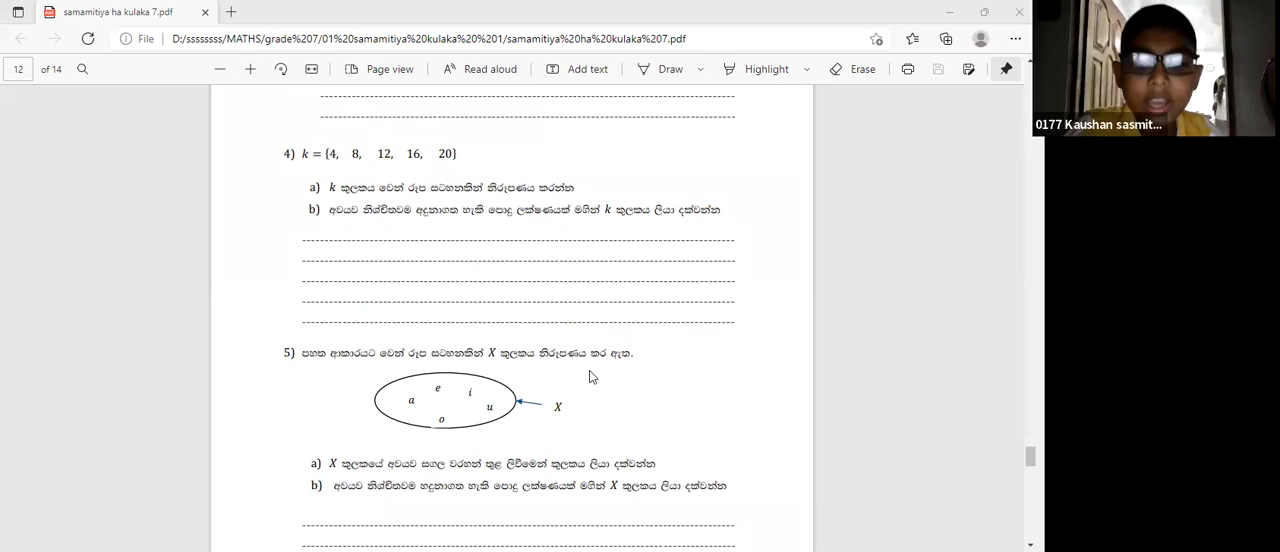 samamitiya ha kulaka 7.pdf
File D:/ssssssss/MATHS/grade%207/01%20samamitiya%20kulaka%20%201/samamitiya%20ha%20kulaka%207.pdf
12 of 14 Page view Read aloud Add text Draw Highlight Erase
0177 Kaushan sasmit...
4) k = {4, 8, 12, 16, 20}
a) k කුලකය වෙන් රූප සටහනකින් නිරූපණය කරන්න
b) අවයව නිශ්චිතවම අදුනාගත හැකි පොදු ලක්ෂණයක් මගින් k කුලකය ලියා දක්වන්න
5) පහත ආකාරයට වෙන් රූප සටහනකින් X කුලකය නිරූපණය කර ඇත.
e i
a u
o
X
a) X කුලකයේ අවයව සගල වරහන් තුළ ලිවීමෙන් කුලකය ලියා දක්වන්න
b) අවයව නිශ්චිතවම හදුනාගත හැකි පොදු ලක්ෂණයක් මගින් X කුලකය ලියා දක්වන්න